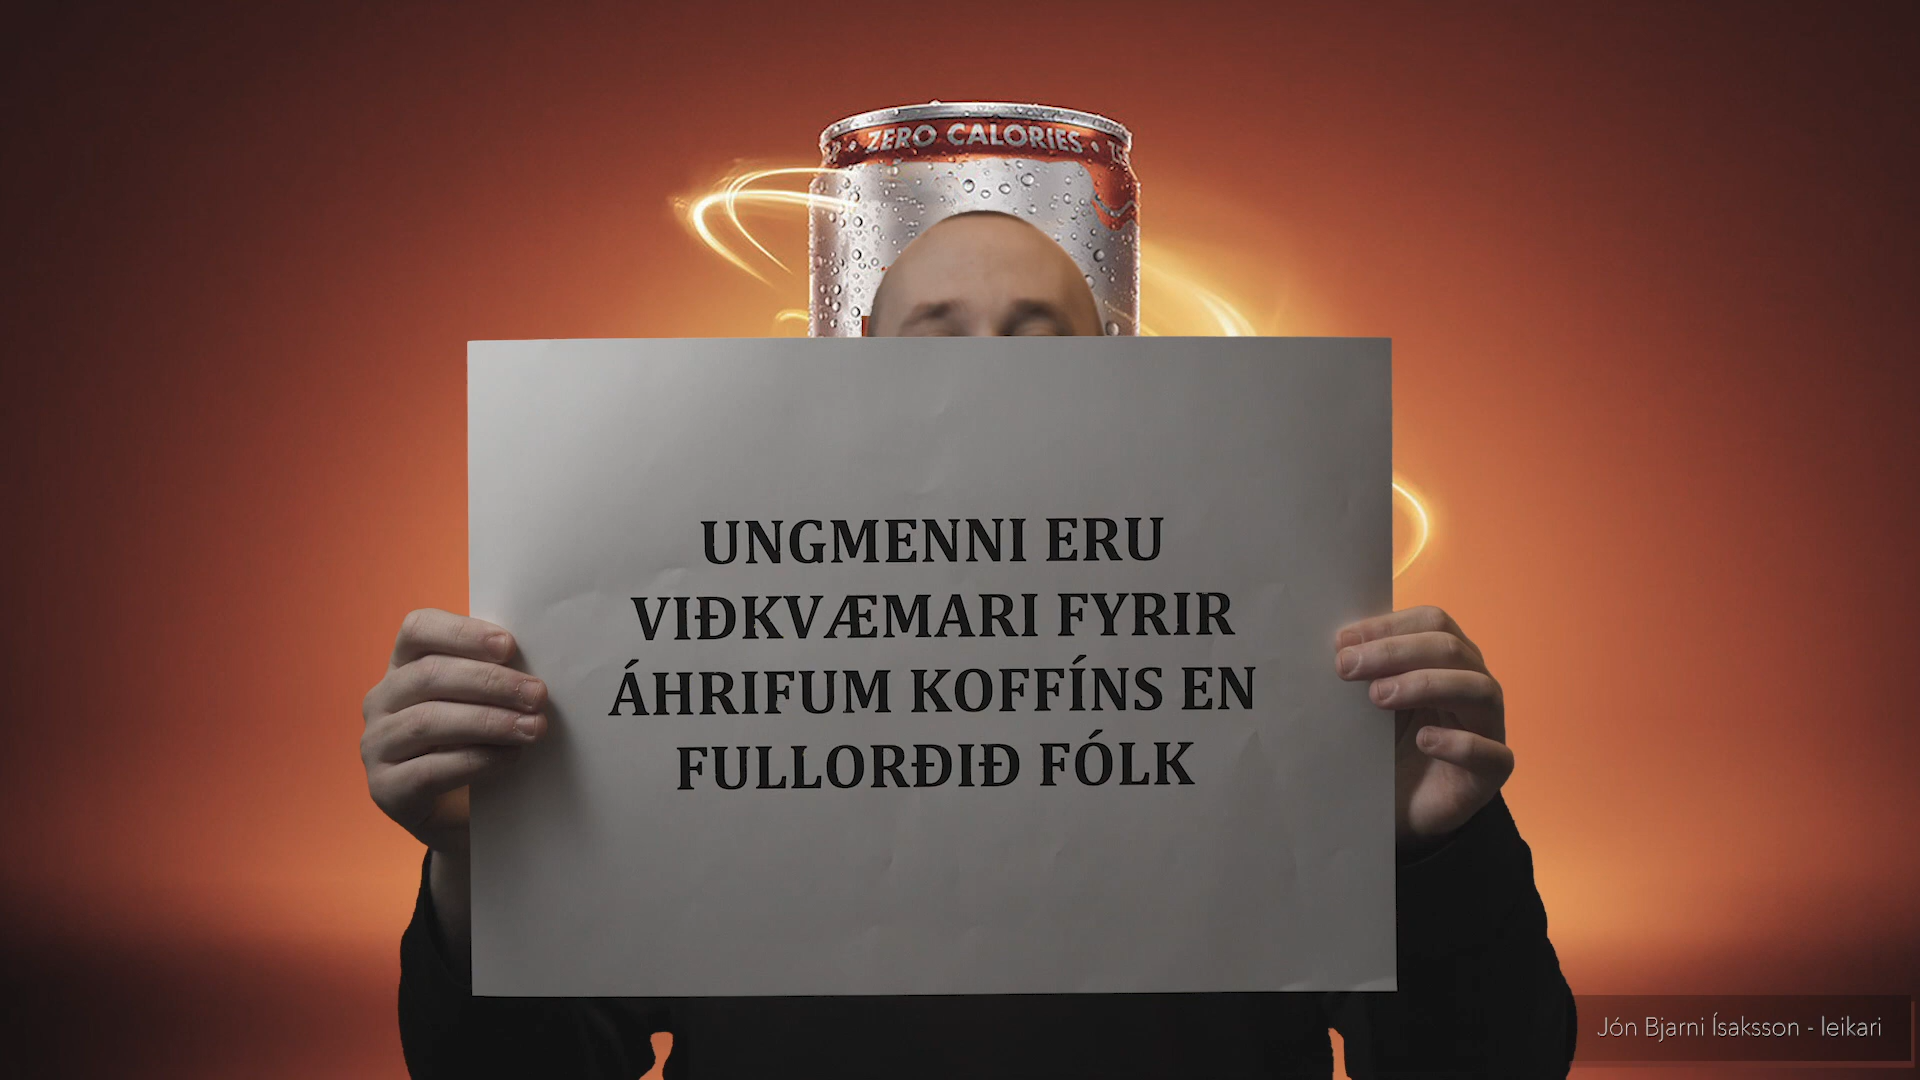 ZERO CALORIES
UNGMENNI ERU
VIÐKVÆMARI FYRIR
ÁHRIFUM KOFFÍNS EN
FULLORÐIÐ FÓLK
Jón Bjarni Ísaksson - leikari